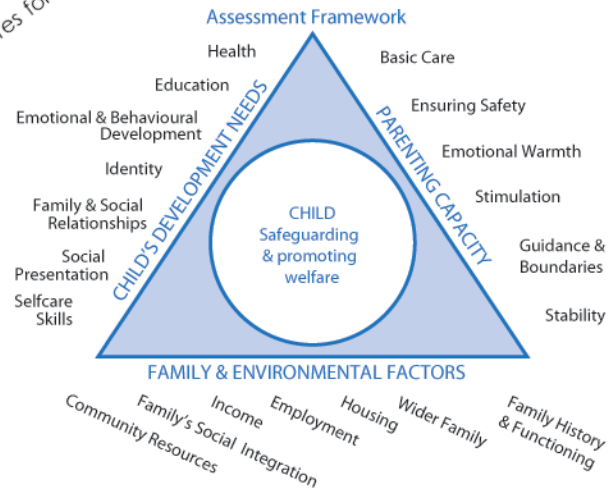 res for
Assessment Framework
Health
Education
Emotional & Behavioural
Development
Identity
Family & Social
Relationships
Social
Presentation
Selfcare
Skills
CHILD'S DEVELOPMENT NEEDS
CHILD
Safeguarding
& promoting
welfare
PARENTING CAPACITY
Basic Care
Ensuring Safety
Emotional Warmth
Stimulation
Guidance &
Boundaries
Stability
FAMILY & ENVIRONMENTAL FACTORS
Community Resources
Family's Social Integration
Income
Employment
Housing
Wider Family
Family History
& Functioning